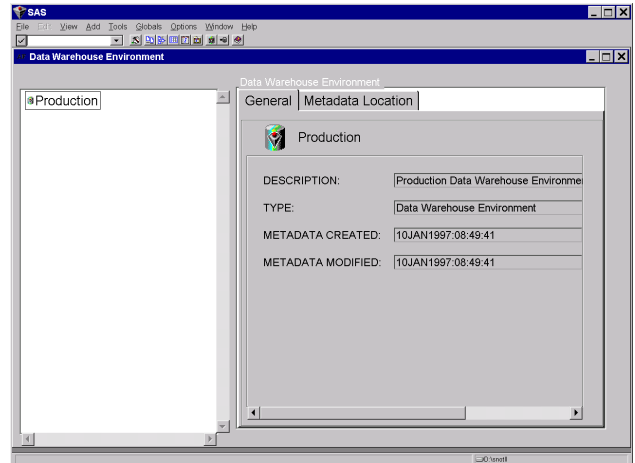 SAS
File Edit View Add Tools Globals Options Window Help
Data Warehouse Environment
Data Warehouse Environment
Production
General Metadata Location
Production
DESCRIPTION: Production Data Warehouse Environme
TYPE: Data Warehouse Environment
METADATA CREATED: 10JAN1997:08:49:41
METADATA MODIFIED: 10JAN1997:08:49:41